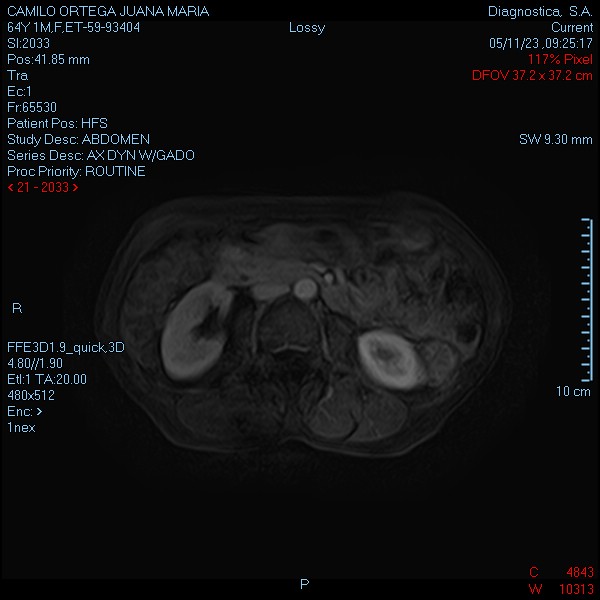 CAMILO ORTEGA JUANA MARIA
64Y 1M,F,ET-59-93404
SI:2033
Pos:41.85 mm
Tra
Ec:1
Fr:65530
Patient Pos: HFS
Study Desc: ABDOMEN
Series Desc: AX DYN W/GADO
Proc Priority: ROUTINE
< 21 - 2033 >
Lossy
Diagnostica, S.A.
Current
05/11/23 ,09:25:17
117% Pixel
DFOV 37.2 x 37.2 cm
SW 9.30 mm
R
FFE3D1.9_quick,3D
4.80//1.90
Etl:1 TA:20.00
480x512
Enc: >
1nex
10 cm
P
C 4843
W 10313